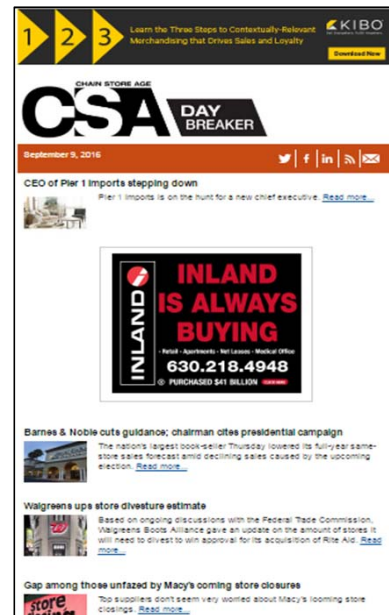 1 2 3
Learn the Three Steps to Contextually-Relevant
Merchandising that Drives Sales and Loyalty
KIBO
Download Now
CHAIN STORE AGE
CSA DAY
BREAKER
September 9, 2016
CEO of Pier 1 Imports stepping down
Pier 1 Imports is on the hunt for a new chief executive. Read more...
INLAND
INLAND
IS ALWAYS
BUYING
• Retail • Apartments • Net Leases • Medical Office
630.218.4948
PURCHASED $41 BILLION
Barnes & Noble cuts guidance; chairman cites presidential campaign
The nation's largest book-seller Thursday lowered its full-year same-
store sales forecast amid declining sales caused by the upcoming
election. Read more...
Walgreens ups store divesture estimate
Based on ongoing discussions with the Federal Trade Commission,
Walgreens Boots Alliance gave an update on the amount of stores it
will need to divest to win approval for its acquisition of Rite Aid. Read
more...
Gap among those unfazed by Macy's coming store closures
store
Top suppliers don't seem very worried about Macy's looming store
closings. Read more...